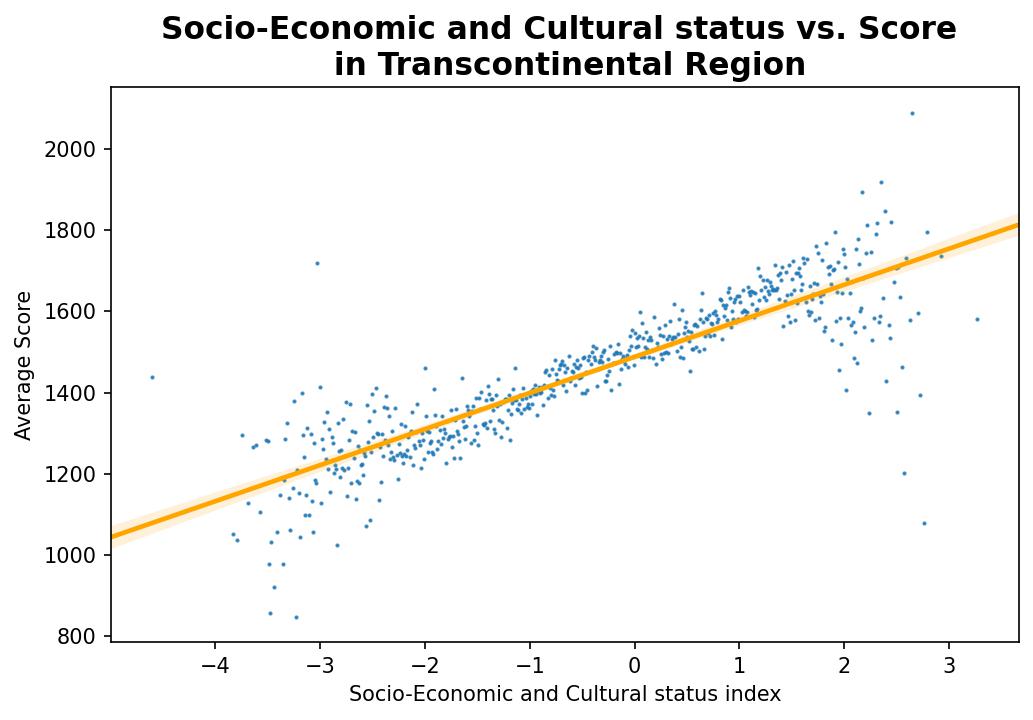 Socio-Economic and Cultural status vs. Score
in Transcontinental Region
2000
1800
1600
1400
1200
1000
800
Average Score
−4 −3 −2 −1 0 1 2 3
Socio-Economic and Cultural status index